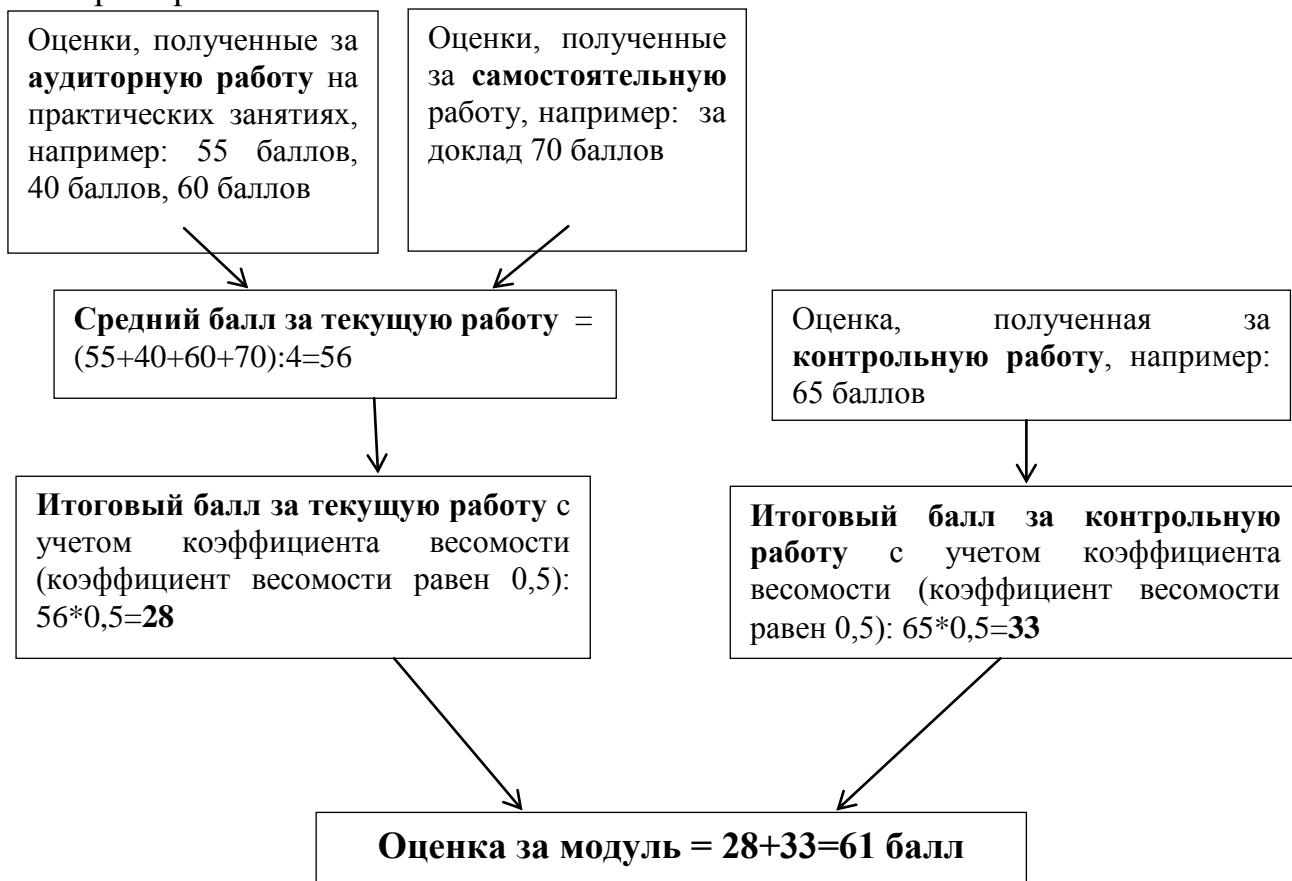 Оценки, полученные за
аудиторную работу на
практических занятиях,
например: 55 баллов,
40 баллов, 60 баллов
Оценки, полученные
за самостоятельную
работу, например: за
доклад 70 баллов
Средний балл за текущую работу =
(55+40+60+70):4=56
Оценка, полученная за
контрольную работу, например:
65 баллов
Итоговый балл за текущую работу с
учетом коэффициента весомости
(коэффициент весомости равен 0,5):
56*0,5=28
Итоговый балл за контрольную
работу с учетом коэффициента
весомости (коэффициент весомости
равен 0,5): 65*0,5=33
Оценка за модуль = 28+33=61 балл